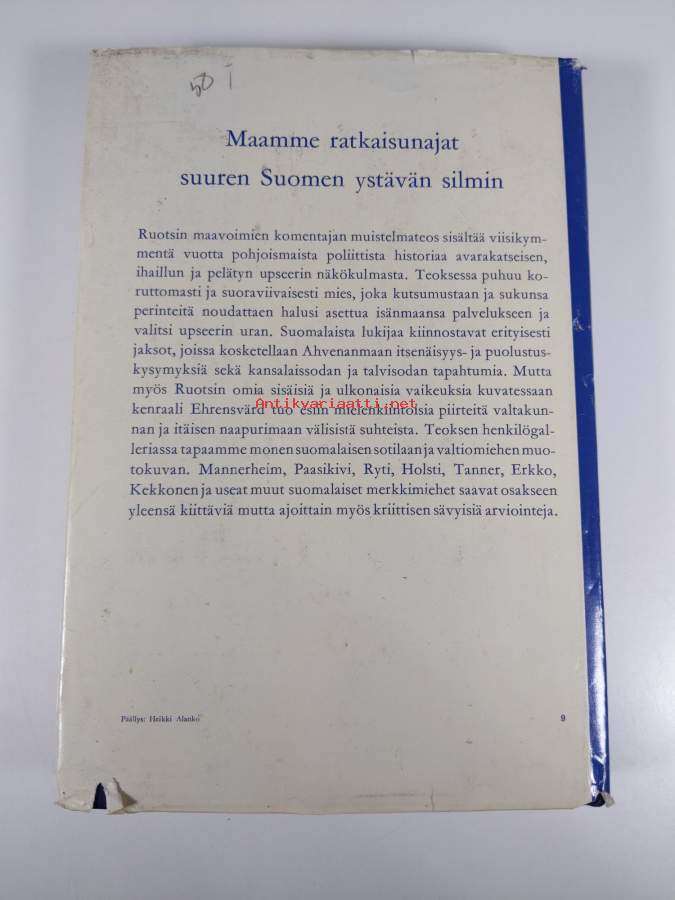 50 T
Maamme ratkaisunajat
suuren Suomen ystävän silmin
Ruotsin maavoimien komentajan muistelmateos sisältää viisikym-
mentä vuotta pohjoismaista poliittista historiaa avarakatseisen,
ihaillun ja pelätyn upseerin näkökulmasta. Teoksessa puhuu ko-
ruttomasti ja suoraviivaisesti mies, joka kutsumustaan ja sukunsa
perinteitä noudattaen halusi asettua isänmaansa palvelukseen ja
valitsi upseerin uran. Suomalaista lukijaa kiinnostavat erityisesti
jaksot, joissa kosketellaan Ahvenanmaan itsenäisyys- ja puolustus-
kysymyksiä sekä kansalaissodan ja talvisodan tapahtumia. Mutta
myös Ruotsin omia sisäisiä ja ulkonaisia vaikeuksia kuvatessaan
Antikvariaatti.net
kenraali Ehrensvärd tuo esiin mielenkiintoisia piirteitä valtakun-
nan ja itäisen naapurimaan välisistä suhteista. Teoksen henkilögal-
leriassa tapaamme monen suomalaisen sotilaan ja valtiomiehen muo-
tokuvan. Mannerheim, Paasikivi, Ryti, Holsti, Tanner, Erkko,
Kekkonen ja useat muut suomalaiset merkkimiehet saavat osakseen
yleensä kiittäviä mutta ajoittain myös kriittisen sävyisiä arviointeja.
Päällys: Heikki Alanko
9